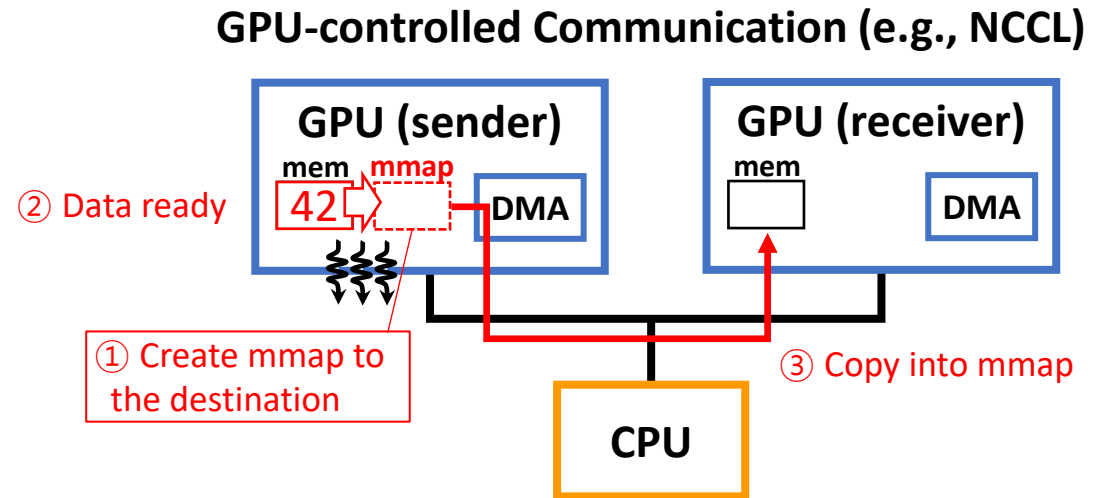 GPU-controlled Communication (e.g., NCCL)
GPU (sender)
mem mmap
42
DMA
② Data ready
① Create mmap to
the destination
GPU (receiver)
mem
DMA
③ Copy into mmap
CPU